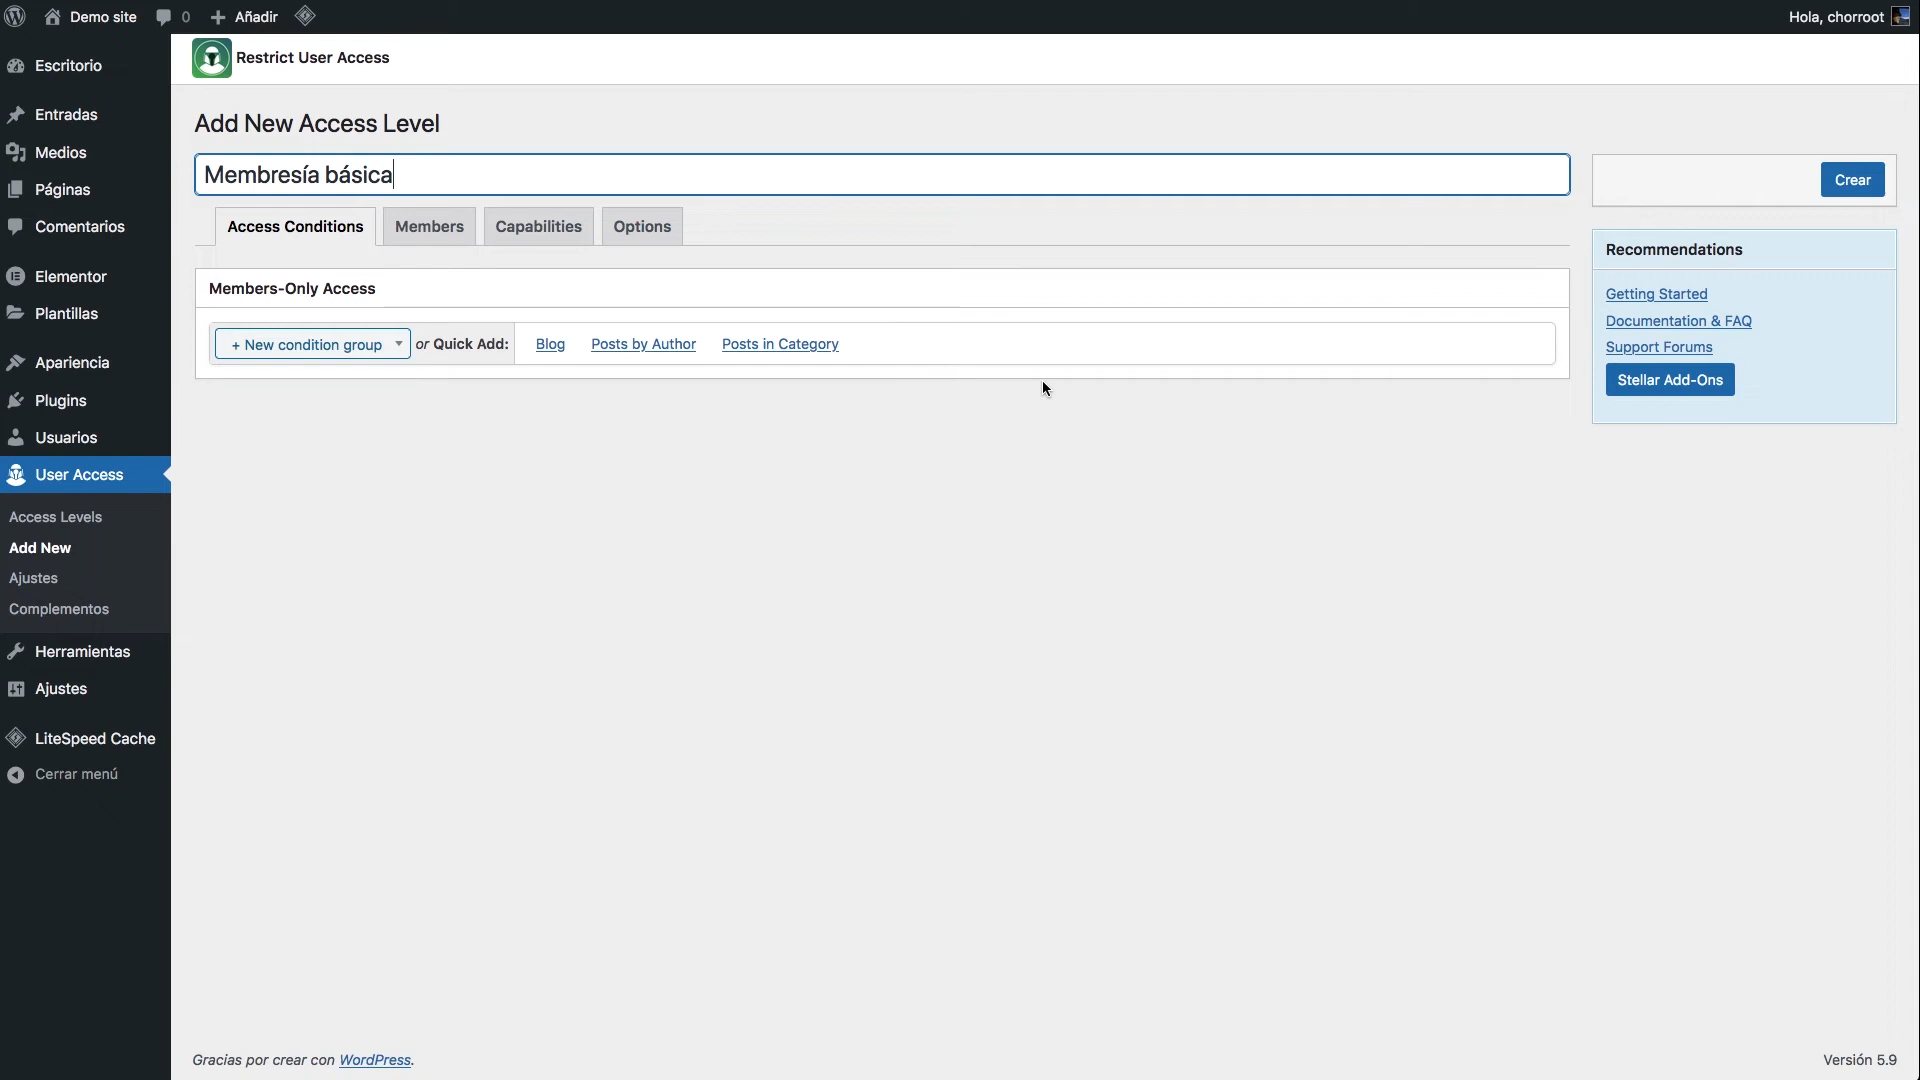 Demo site
0
Añadir
Hola, chorroot
Escritorio
Entradas
Medios
Páginas
Comentarios
Elementor
Plantillas
Apariencia
Plugins
Usuarios
User Access
Access Levels
Add New
Ajustes
Complementos
Herramientas
Ajustes
LiteSpeed Cache
Cerrar menú
Restrict User Access
Add New Access Level
Membresía básica
Access Conditions
Members
Capabilities
Options
Members-Only Access
+ New condition group
or Quick Add:
Blog
Posts by Author
Posts in Category
Crear
Recommendations
Getting Started
Documentation & FAQ
Support Forums
Stellar Add-Ons
Gracias por crear con WordPress.
Versión 5.9